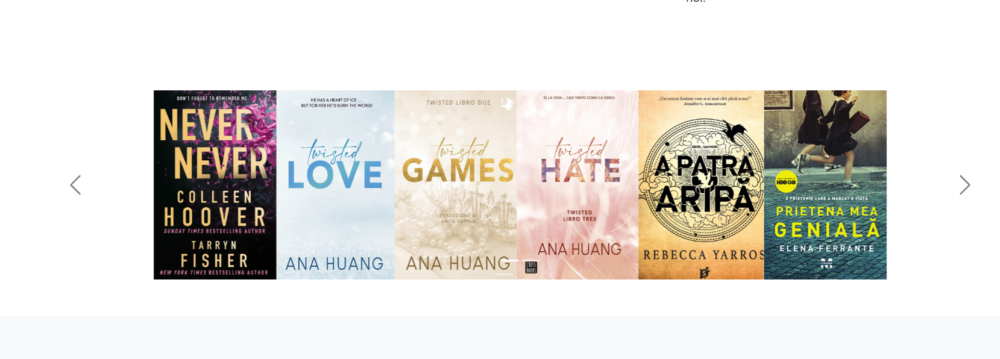 DON'T FORGET TO REMEMBER ME.
NEVER
NEVER
COLLEEN
HOOVER
SUNDAY TIMES BESTSELLING AUTHOR
TARRYN
FISHER
NEW YORK TIMES BESTSELLING AUTHOR
HE HAS A HEART OF ICE . . .
BUT FOR HER HE'D BURN THE WORLD
twisted
LOVE
ANA HUANG
TWISTED LIBRO DUE
twisted
GAMES
TRADUZIONE D
ANITA VARELA
ANA HUANG
ÉL LA ODIA... CASI TANTO COMO LA DESEA.
twisted
HATE
TWISTED
LIBRO TRES
ANA HUANG
CROSS
BOOKS
„Un roman fantasy cum n-ai mai citit până acum!"
Jennifer L. Armentrout
ZBORI... SAU MORI
A PATRA
ARIPĂ
REBECCA YARROS
HBO GO
O PRIETENIE CARE A MARCAT O VIAȚĂ
PRIETENA MEA
GENIALĂ
ELENA FERRANTE